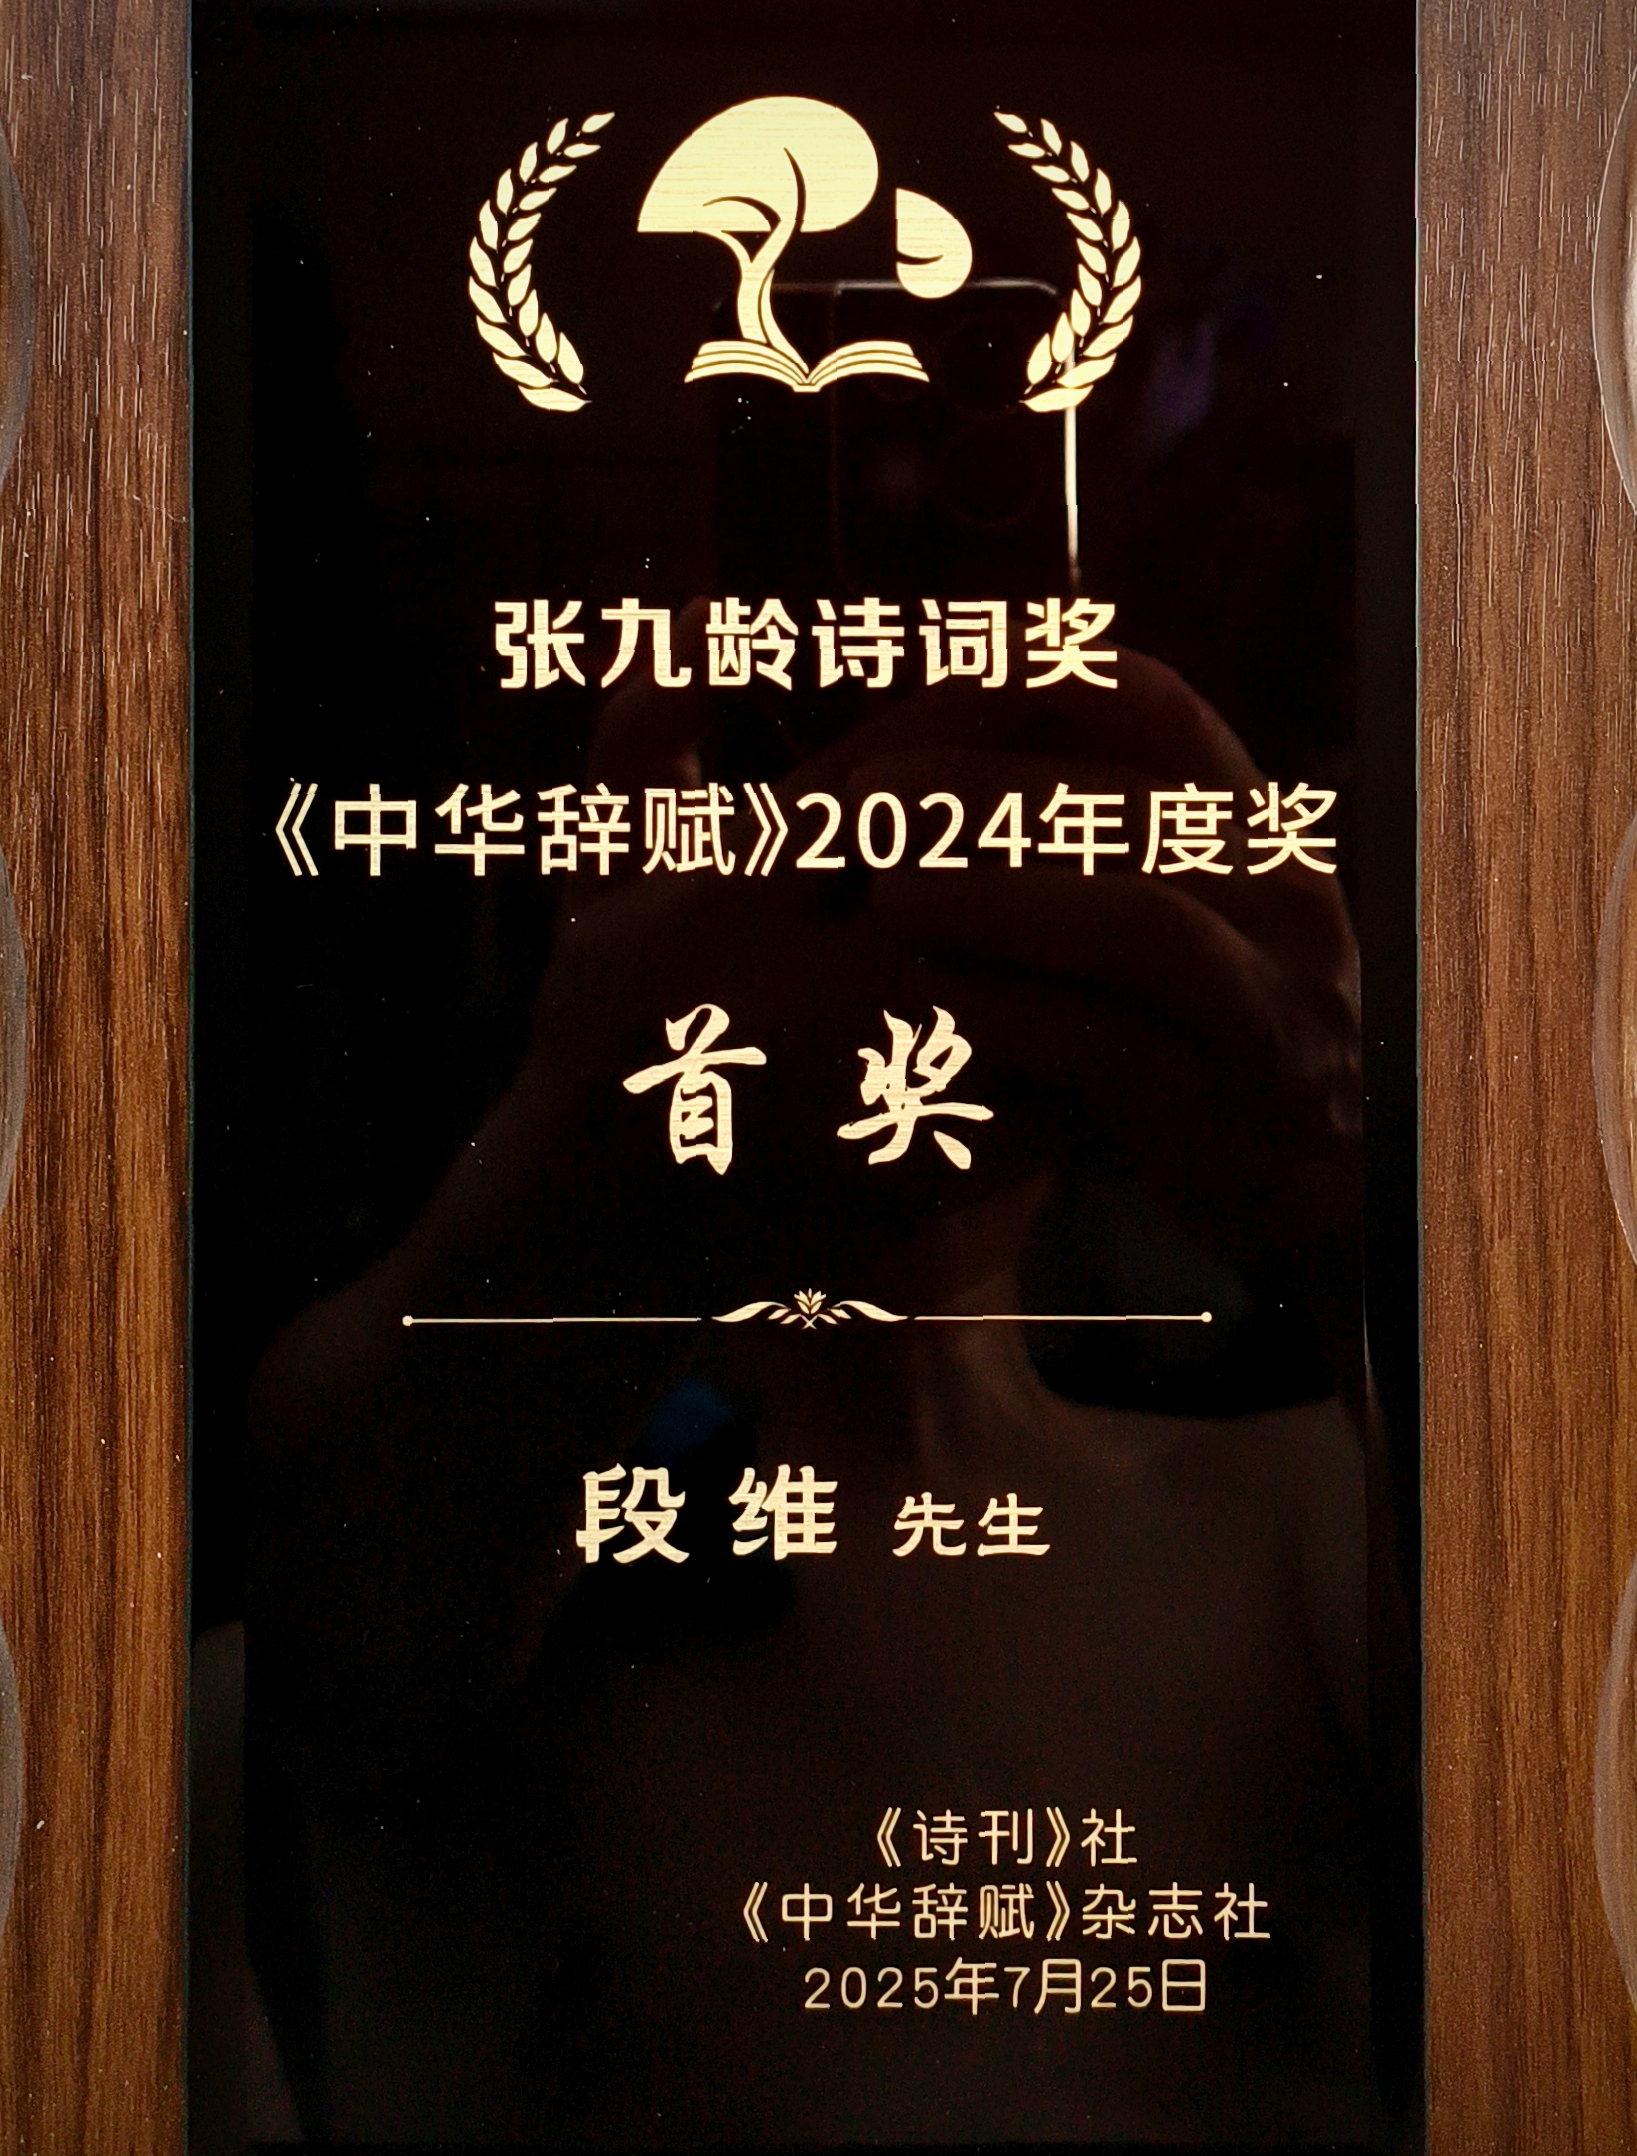 张九龄诗词奖
《中华辞赋》2024年度奖
首奖
段维 先生
《诗刊》社
《中华辞赋》杂志社
2025年7月25日